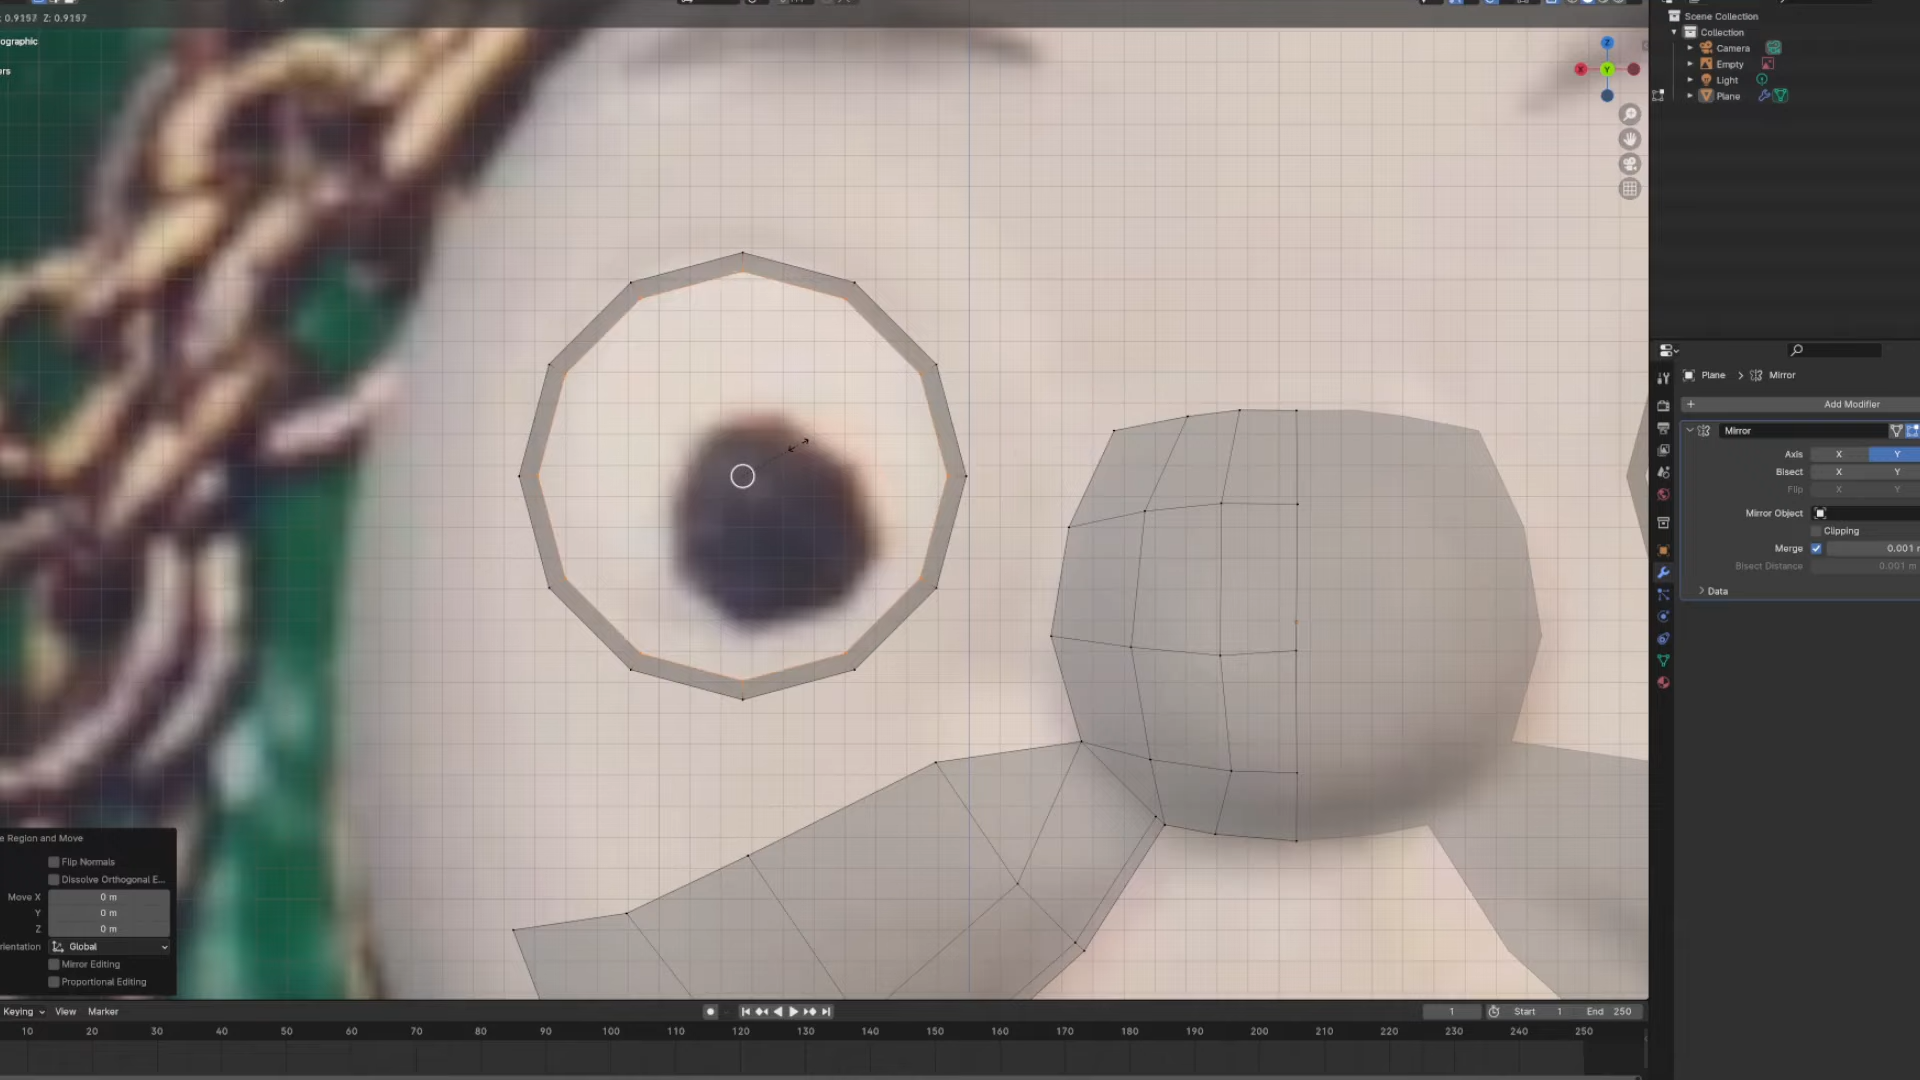 : 0.9157 Z: 0.9157
ographic
ers
Z
X
Y
Scene Collection
Collection
Camera
Empty
Light
Plane
Plane > Mirror
+ Add Modifier
Mirror
Axis X Y
Bisect X Y
Flip X Y
Mirror Object
Clipping
Merge 0.001 m
Bisect Distance 0.001 m
> Data
e Region and Move
Flip Normals
Dissolve Orthogonal E...
Move X 0 m
Y 0 m
Z 0 m
rientation Global
Mirror Editing
Proportional Editing
Keying View Marker
1 Start 1 End 250
10 20 30 40 50 60 70 80 90 100 110 120 130 140 150 160 170 180 190 200 210 220 230 240 250